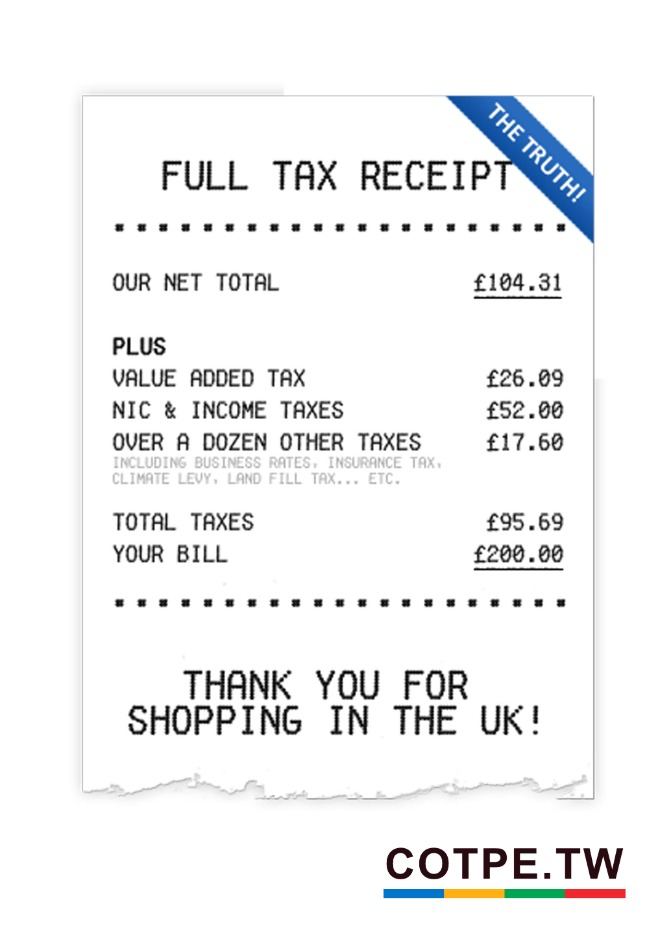 THE TRUTH!
FULL TAX RECEIPT
OUR NET TOTAL £104.31
PLUS
VALUE ADDED TAX £26.09
NIC & INCOME TAXES £52.00
OVER A DOZEN OTHER TAXES £17.60
INCLUDING BUSINESS RATES, INSURANCE TAX,
CLIMATE LEVY, LAND FILL TAX... ETC.
TOTAL TAXES £95.69
YOUR BILL £200.00
THANK YOU FOR
SHOPPING IN THE UK!
COTPE.TW